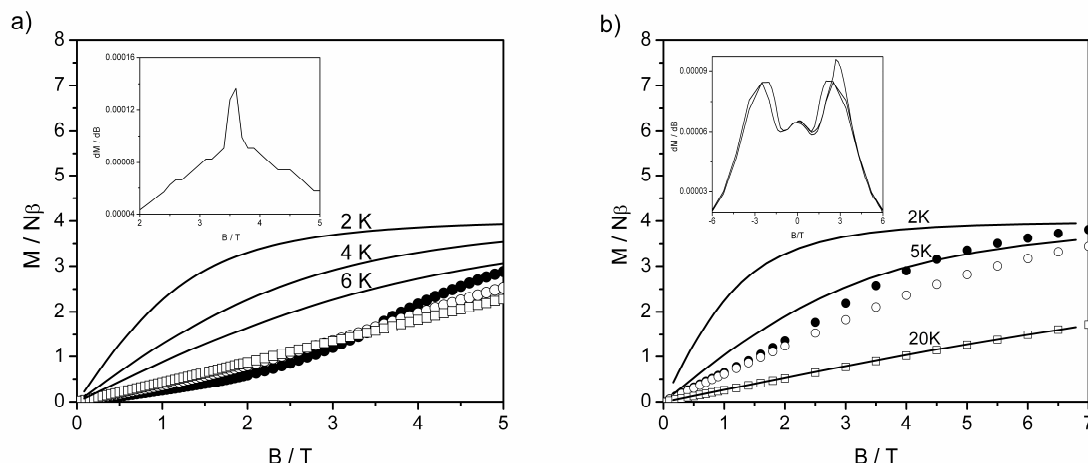 a)
8
7
6
5
4
3
2
1
0
M / Nβ
0 1 2 3 4 5
B / T
2 K
4 K
6 K
0.00016
0.00012
0.00008
0.00004
dM / dB
2 3 4 5
B / T
b)
8
7
6
5
4
3
2
1
0
M / Nβ
0 1 2 3 4 5 6 7
B / T
2K
5K
20K
0.00009
0.00006
0.00003
dM / dB
-6 -3 0 3 6
B/T